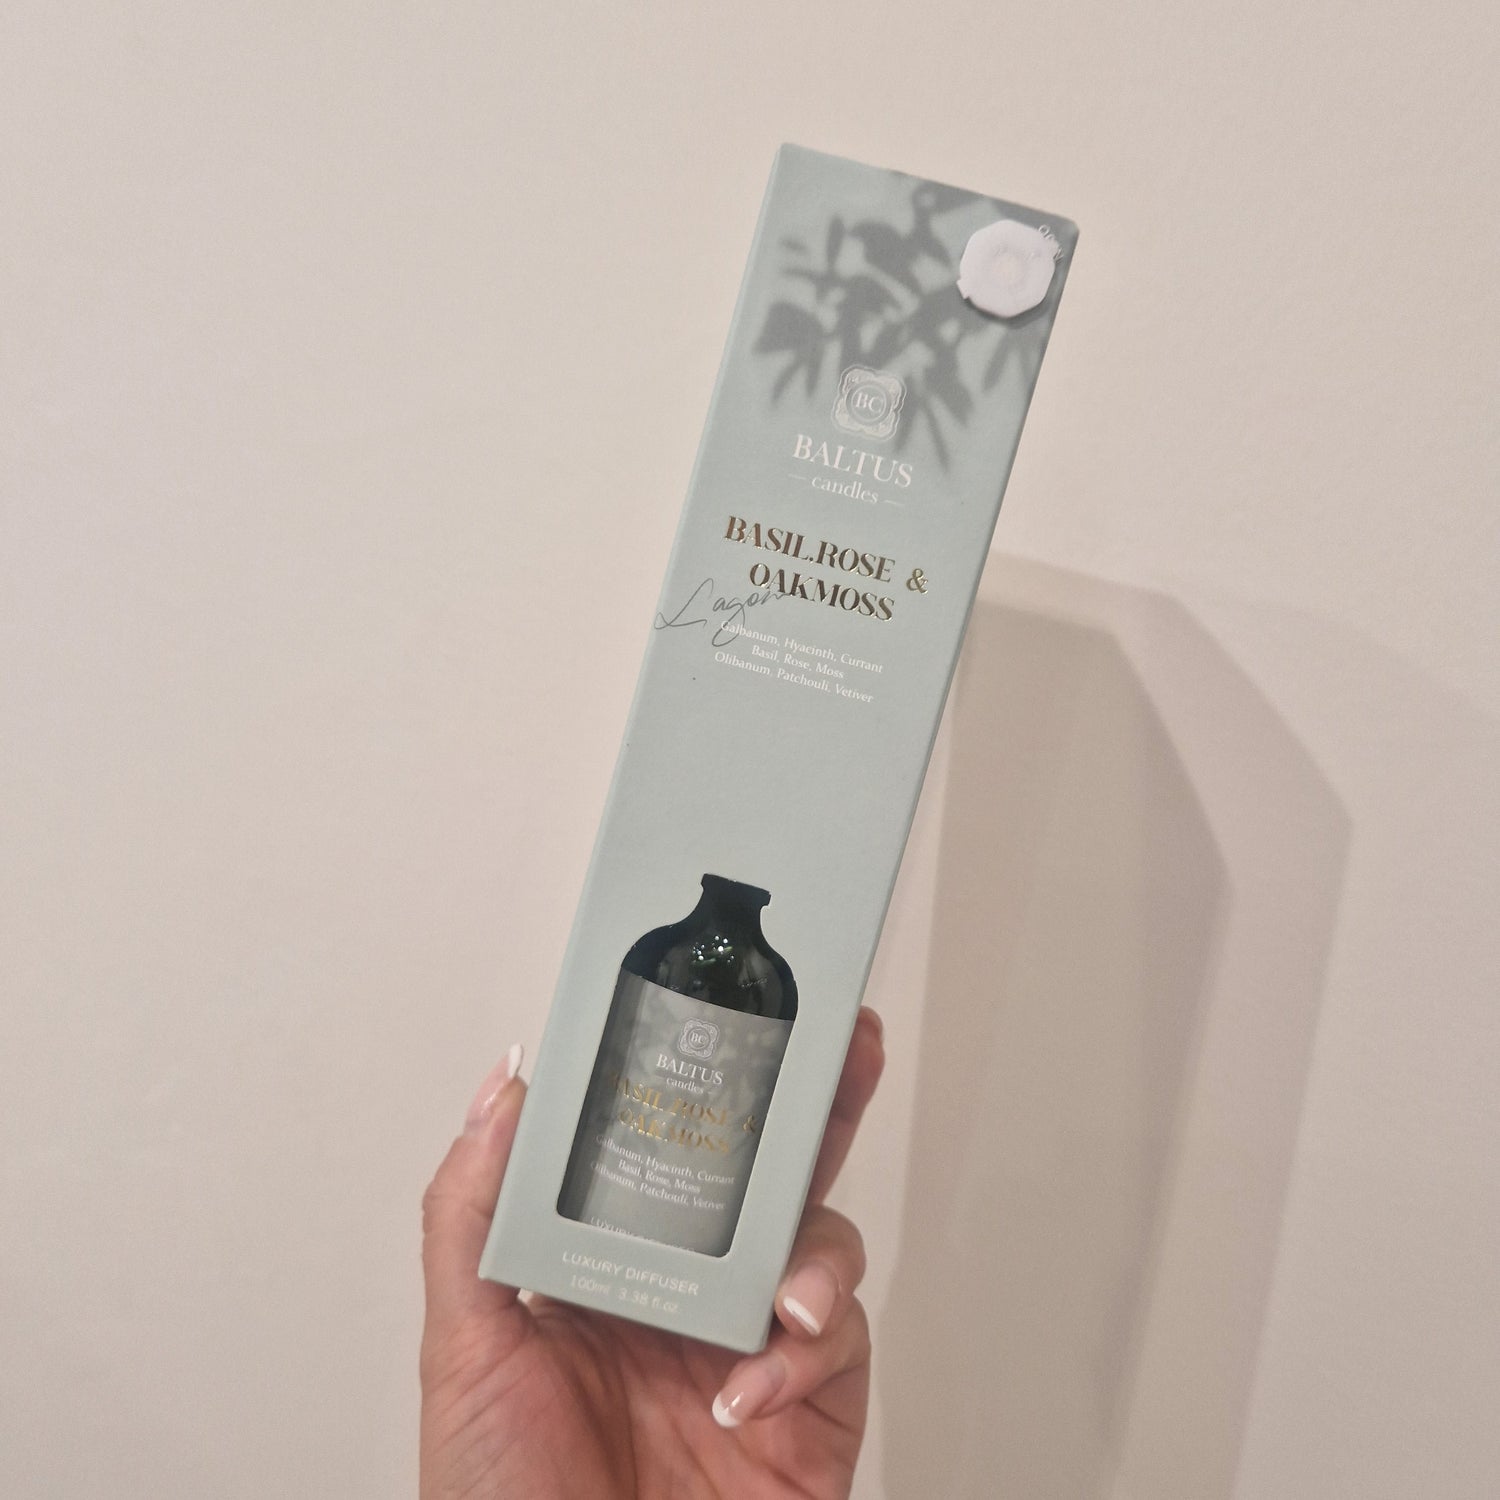 BC
BALTUS
candles
BASIL.ROSE &
OAKMOSS
Lagom
Galbanum, Hyacinth, Currant
Basil, Rose, Moss
Olibanum, Patchouli, Vetiver
BC
BALTUS
candles
BASIL.ROSE &
OAKMOSS
Galbanum, Hyacinth, Currant
Basil, Rose, Moss
Olibanum, Patchouli, Vetiver
LUXURY DIFFUSER
100ml 3.38 fl.oz.